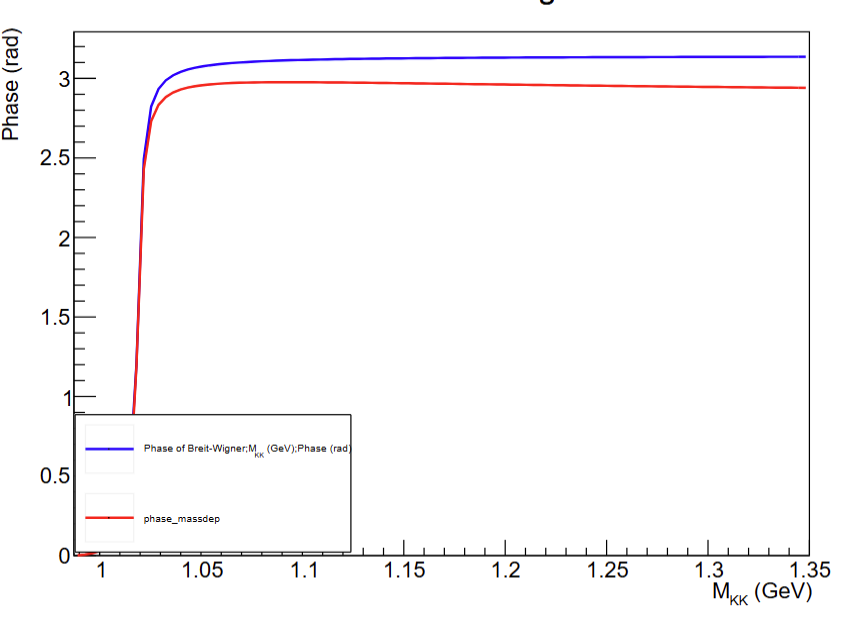 Phase (rad)
3
2.5
2
1.5
1
0.5
0
Phase of Breit-Wigner;M_KK (GeV);Phase (rad)
phase_massdep
1 1.05 1.1 1.15 1.2 1.25 1.3 1.35
M_KK (GeV)